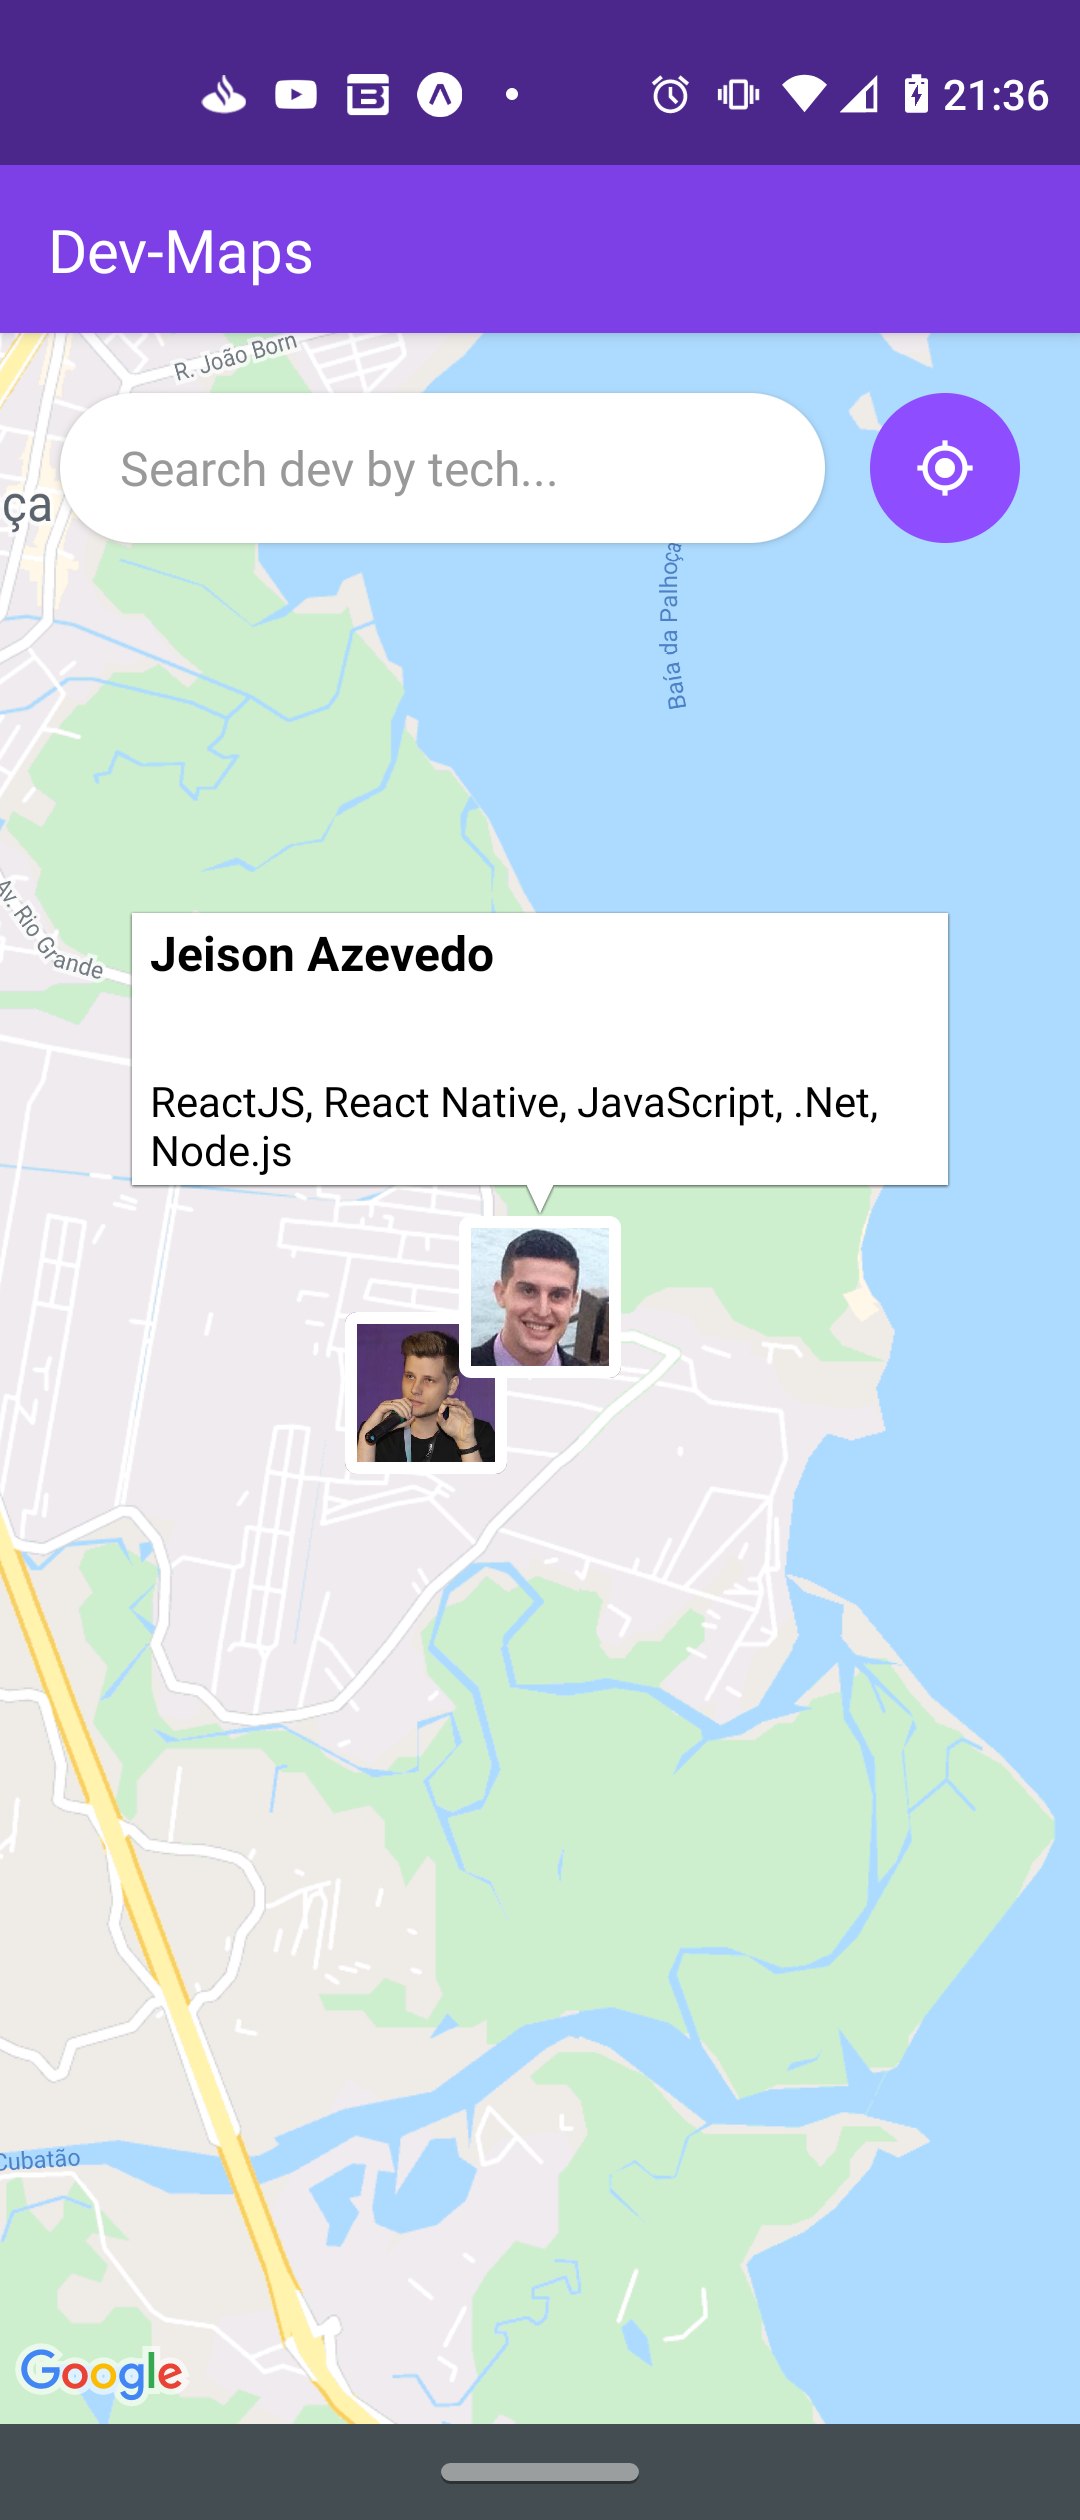 21:36
Dev-Maps
R. João Born
Search dev by tech...
ça
Baía da Palhoça
Av. Rio Grande
Jeison Azevedo
ReactJS, React Native, JavaScript, .Net,
Node.js
Cubatão
Google